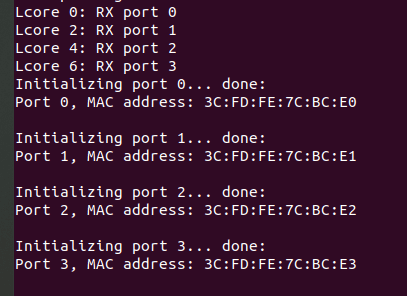 Lcore 0: RX port 0
Lcore 2: RX port 1
Lcore 4: RX port 2
Lcore 6: RX port 3
Initializing port 0... done:
Port 0, MAC address: 3C:FD:FE:7C:BC:E0
Initializing port 1... done:
Port 1, MAC address: 3C:FD:FE:7C:BC:E1
Initializing port 2... done:
Port 2, MAC address: 3C:FD:FE:7C:BC:E2
Initializing port 3... done:
Port 3, MAC address: 3C:FD:FE:7C:BC:E3